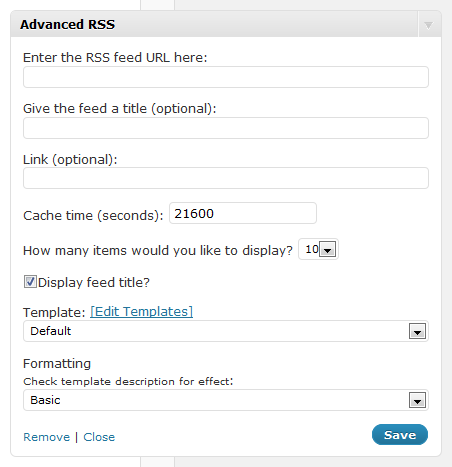 Advanced RSS
Enter the RSS feed URL here:
Give the feed a title (optional):
Link (optional):
Cache time (seconds): 21600
How many items would you like to display? 10
Display feed title?
Template: [Edit Templates]
Default
Formatting
Check template description for effect:
Basic
Remove | Close Save